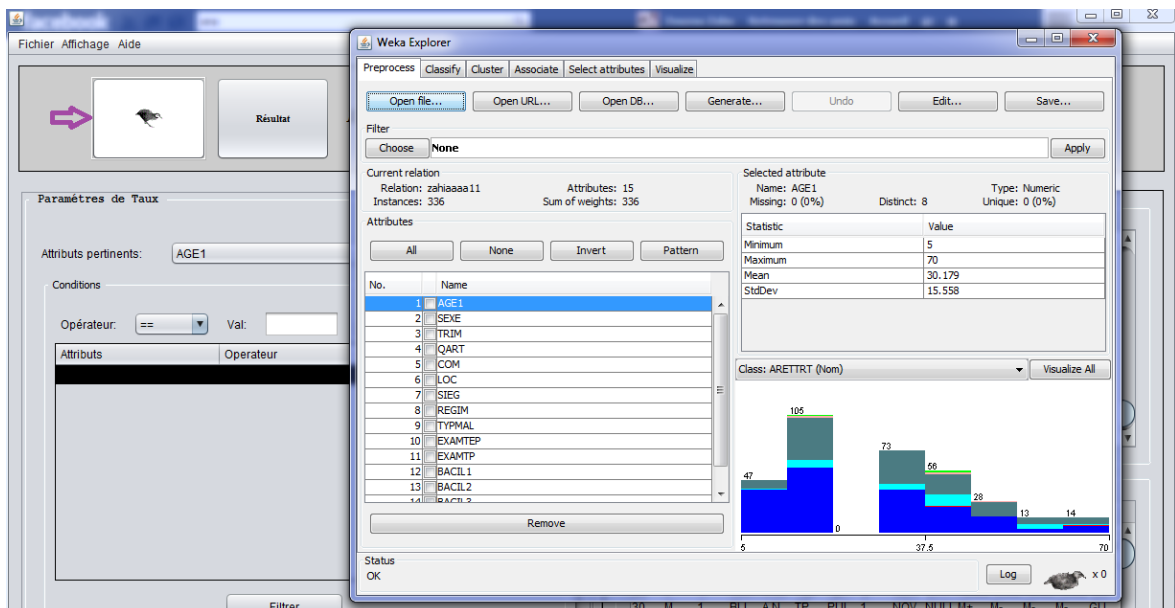 facebook
Fichier Affichage Aide
Résultat
Paramétres de Taux
Attributs pertinents: AGE1
Conditions
Opérateur: == Val:
Attributs Operateur
Filtrer
Weka Explorer
Preprocess Classify Cluster Associate Select attributes Visualize
Open file... Open URL... Open DB... Generate... Undo Edit... Save...
Filter
Choose None Apply
Current relation
Relation: zahiaaaa11 Attributes: 15
Instances: 336 Sum of weights: 336
Attributes
All None Invert Pattern
No. Name
1 AGE1
2 SEXE
3 TRIM
4 QART
5 COM
6 LOC
7 SIEG
8 REGIM
9 TYPMAL
10 EXAMTEP
11 EXAMTP
12 BACIL1
13 BACIL2
14 BACIL3
Remove
Selected attribute
Name: AGE1 Type: Numeric
Missing: 0 (0%) Distinct: 8 Unique: 0 (0%)
Statistic Value
Minimum 5
Maximum 70
Mean 30.179
StdDev 15.558
Class: ARETTRT (Nom) Visualize All
47 105 0 73 56 28 13 14
5 37.5 70
Status
OK
Log x 0